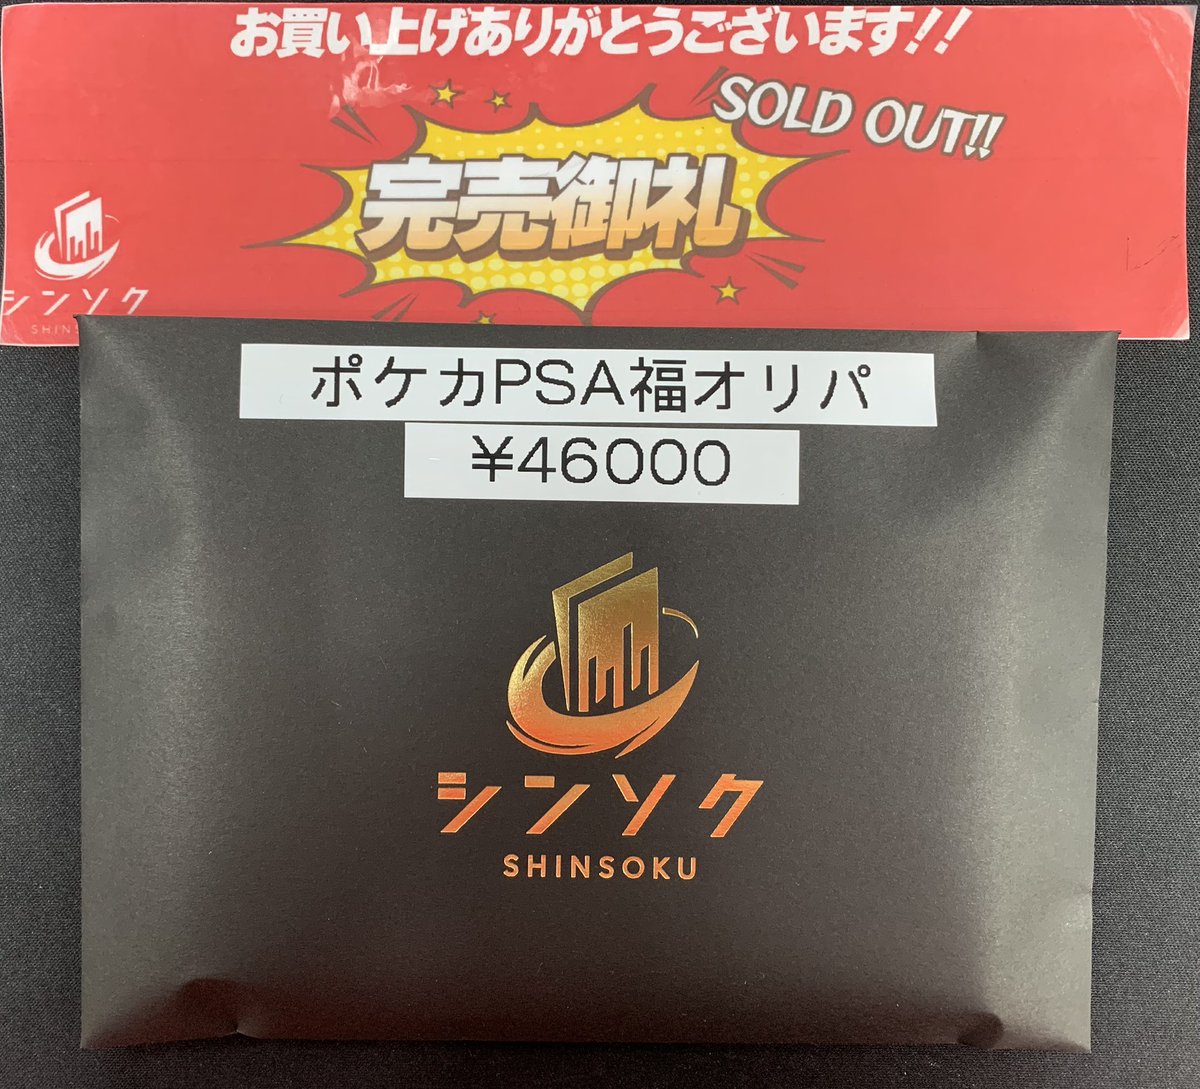 お買い上げありがとうございます!!
SOLD OUT!!
完売御礼
シンソク
ポケカPSA福オリパ
¥46000
シンソク
SHINSOKU